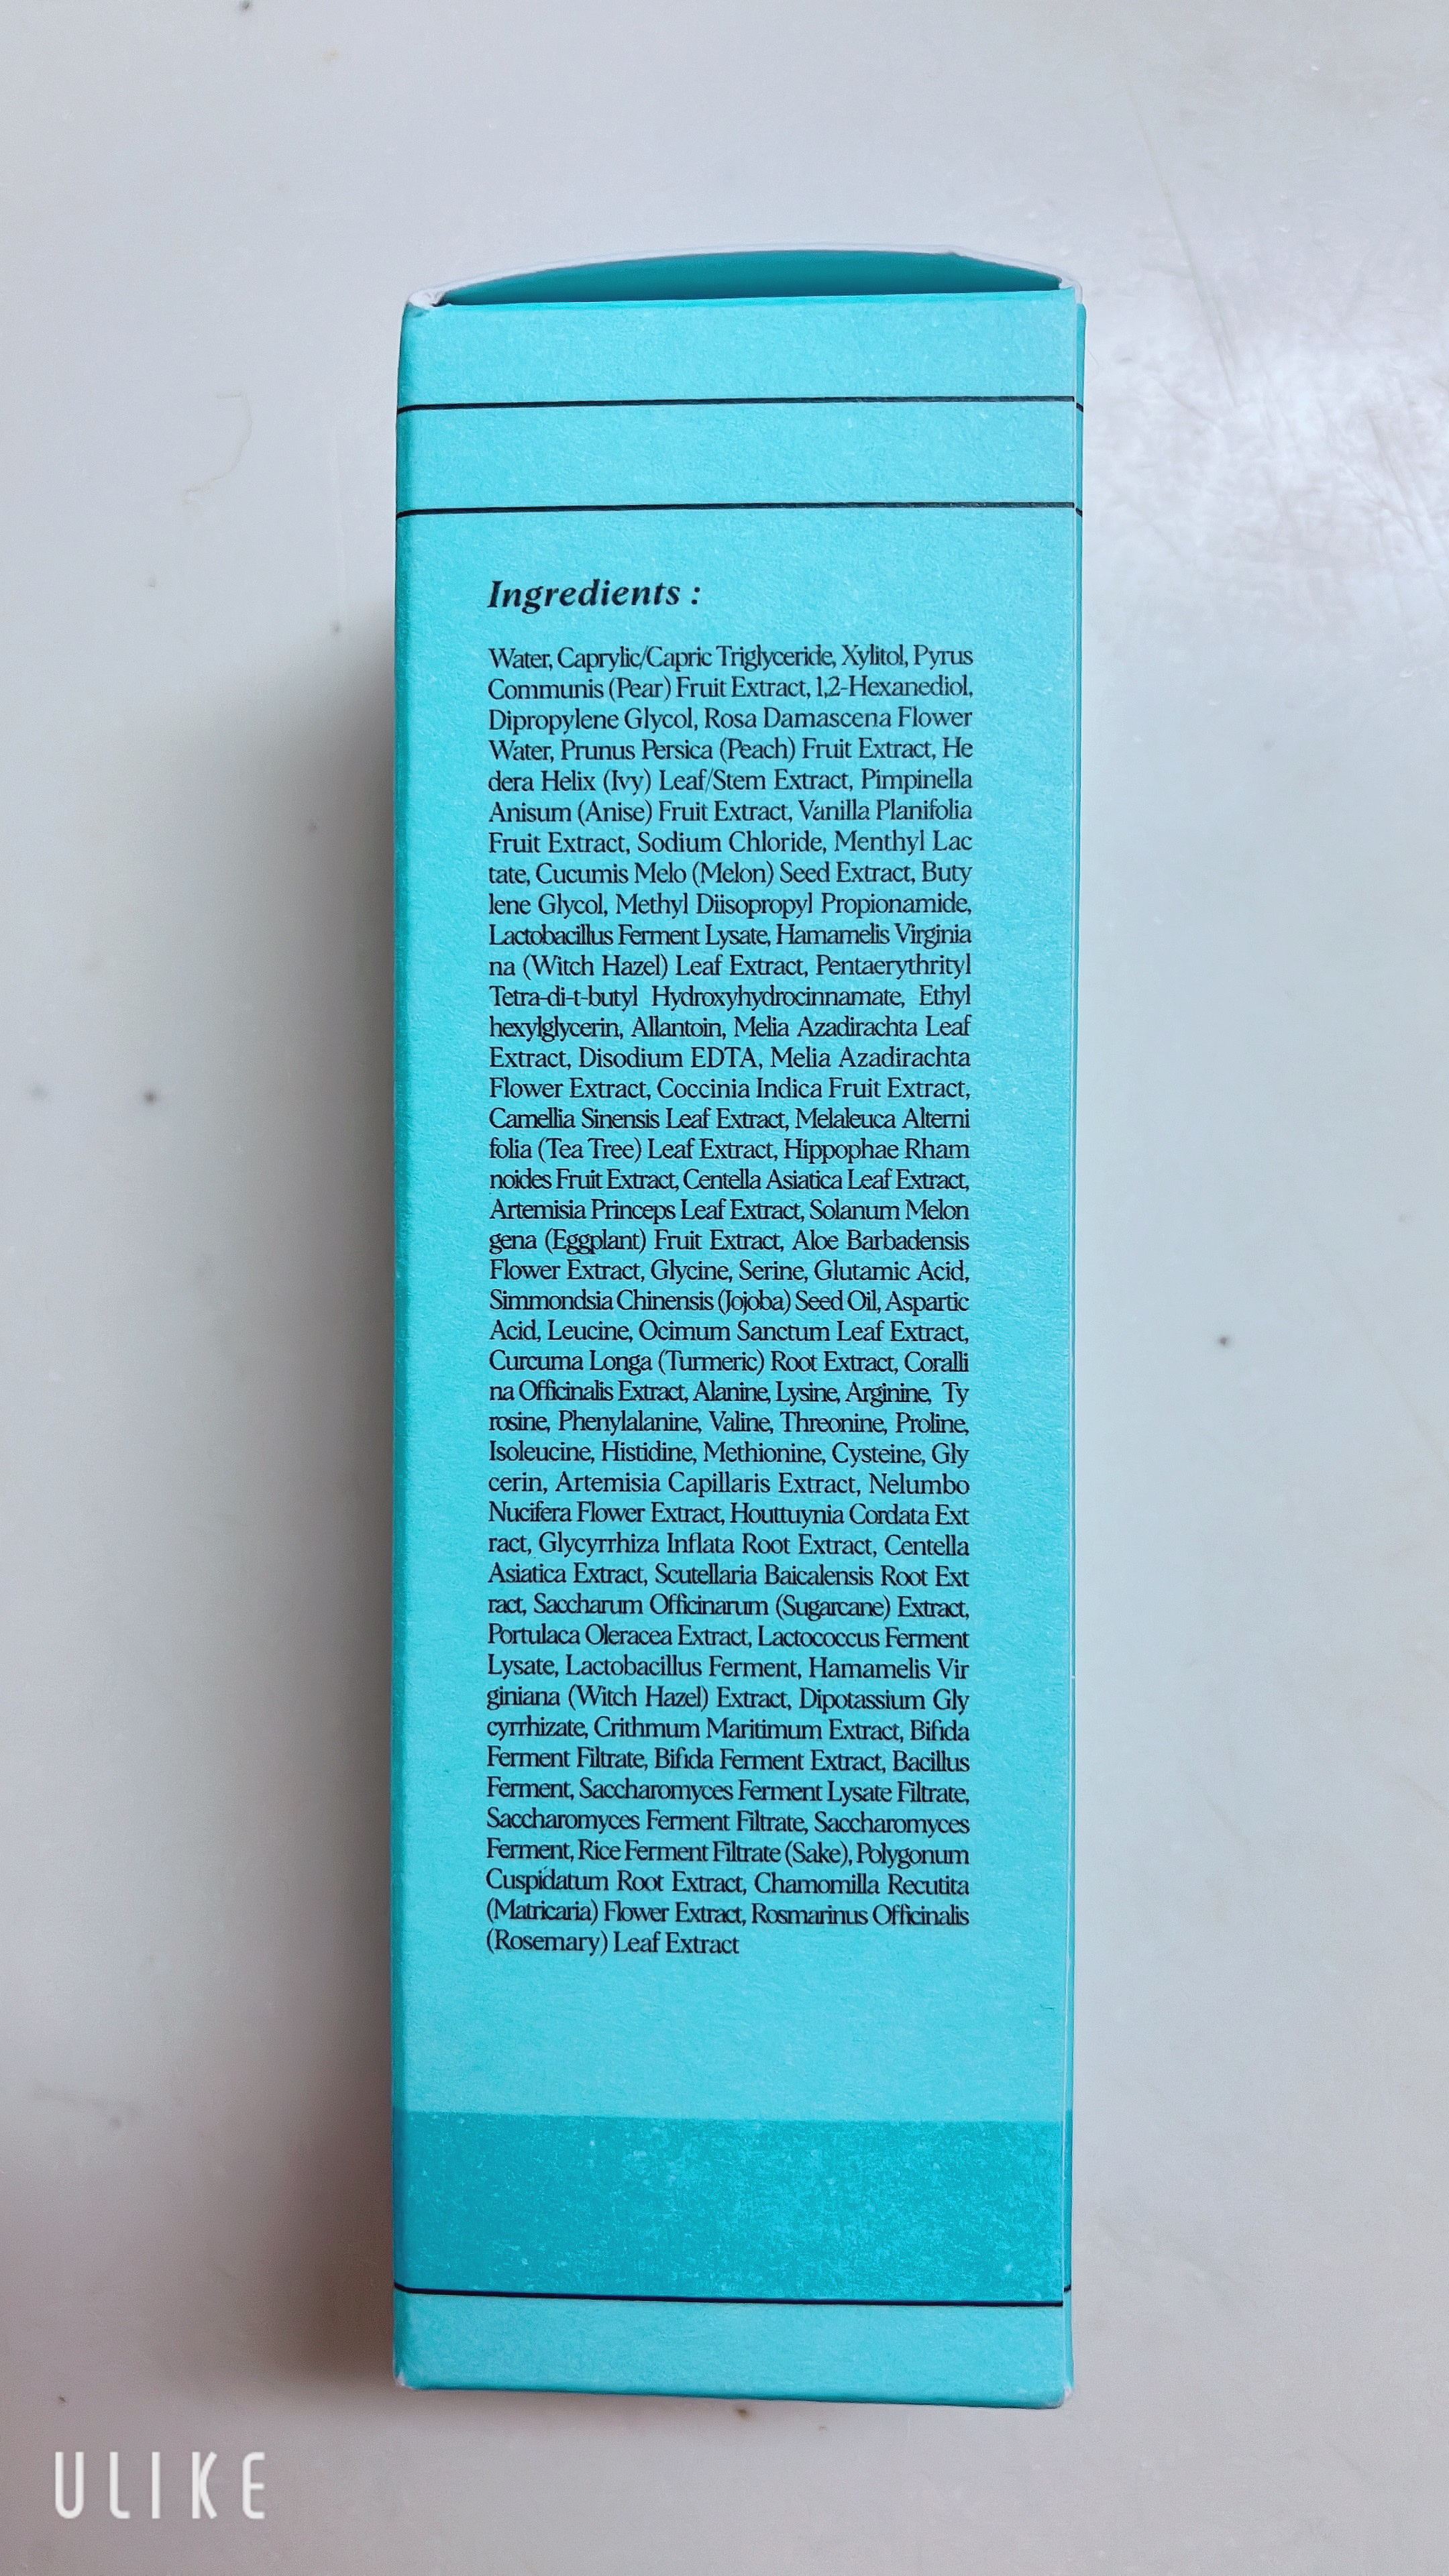 Ingredients :
Water, Caprylic/Capric Triglyceride, Xylitol, Pyrus
Communis (Pear) Fruit Extract, 1,2-Hexanediol,
Dipropylene Glycol, Rosa Damascena Flower
Water, Prunus Persica (Peach) Fruit Extract, He
dera Helix (Ivy) Leaf/Stem Extract, Pimpinella
Anisum (Anise) Fruit Extract, Vanilla Planifolia
Fruit Extract, Sodium Chloride, Menthyl Lac
tate, Cucumis Melo (Melon) Seed Extract, Buty
lene Glycol, Methyl Diisopropyl Propionamide,
Lactobacillus Ferment Lysate, Hamamelis Virginia
na (Witch Hazel) Leaf Extract, Pentaerythrityl
Tetra-di-t-butyl Hydroxyhydrocinnamate, Ethyl
hexylglycerin, Allantoin, Melia Azadirachta Leaf
Extract, Disodium EDTA, Melia Azadirachta
Flower Extract, Coccinia Indica Fruit Extract,
Camellia Sinensis Leaf Extract, Melaleuca Alterni
folia (Tea Tree) Leaf Extract, Hippophae Rham
noides Fruit Extract, Centella Asiatica Leaf Extract,
Artemisia Princeps Leaf Extract, Solanum Melon
gena (Eggplant) Fruit Extract, Aloe Barbadensis
Flower Extract, Glycine, Serine, Glutamic Acid,
Simmondsia Chinensis (Jojoba) Seed Oil, Aspartic
Acid, Leucine, Ocimum Sanctum Leaf Extract,
Curcuma Longa (Turmeric) Root Extract, Coralli
na Officinalis Extract, Alanine, Lysine, Arginine, Ty
rosine, Phenylalanine, Valine, Threonine, Proline,
Isoleucine, Histidine, Methionine, Cysteine, Gly
cerin, Artemisia Capillaris Extract, Nelumbo
Nucifera Flower Extract, Houttuynia Cordata Ext
ract, Glycyrrhiza Inflata Root Extract, Centella
Asiatica Extract, Scutellaria Baicalensis Root Ext
ract, Saccharum Officinarum (Sugarcane) Extract,
Portulaca Oleracea Extract, Lactococcus Ferment
Lysate, Lactobacillus Ferment, Hamamelis Vir
giniana (Witch Hazel) Extract, Dipotassium Gly
cyrrhizate, Crithmum Maritimum Extract, Bifida
Ferment Filtrate, Bifida Ferment Extract, Bacillus
Ferment, Saccharomyces Ferment Lysate Filtrate,
Saccharomyces Ferment Filtrate, Saccharomyces
Ferment, Rice Ferment Filtrate (Sake), Polygonum
Cuspidatum Root Extract, Chamomilla Recutita
(Matricaria) Flower Extract, Rosmarinus Officinalis
(Rosemary) Leaf Extract
ULIKE